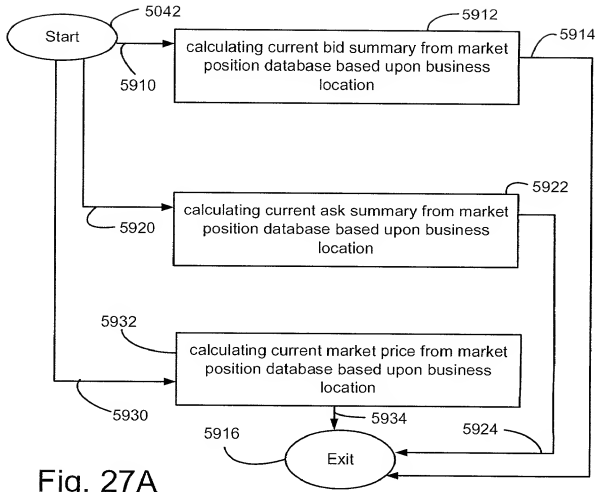 5042
Start
5910
5912
calculating current bid summary from market
position database based upon business
location
5914
5920
5922
calculating current ask summary from market
position database based upon business
location
5932
calculating current market price from market
position database based upon business
location
5930
5934
5924
5916
Exit
Fig. 27A